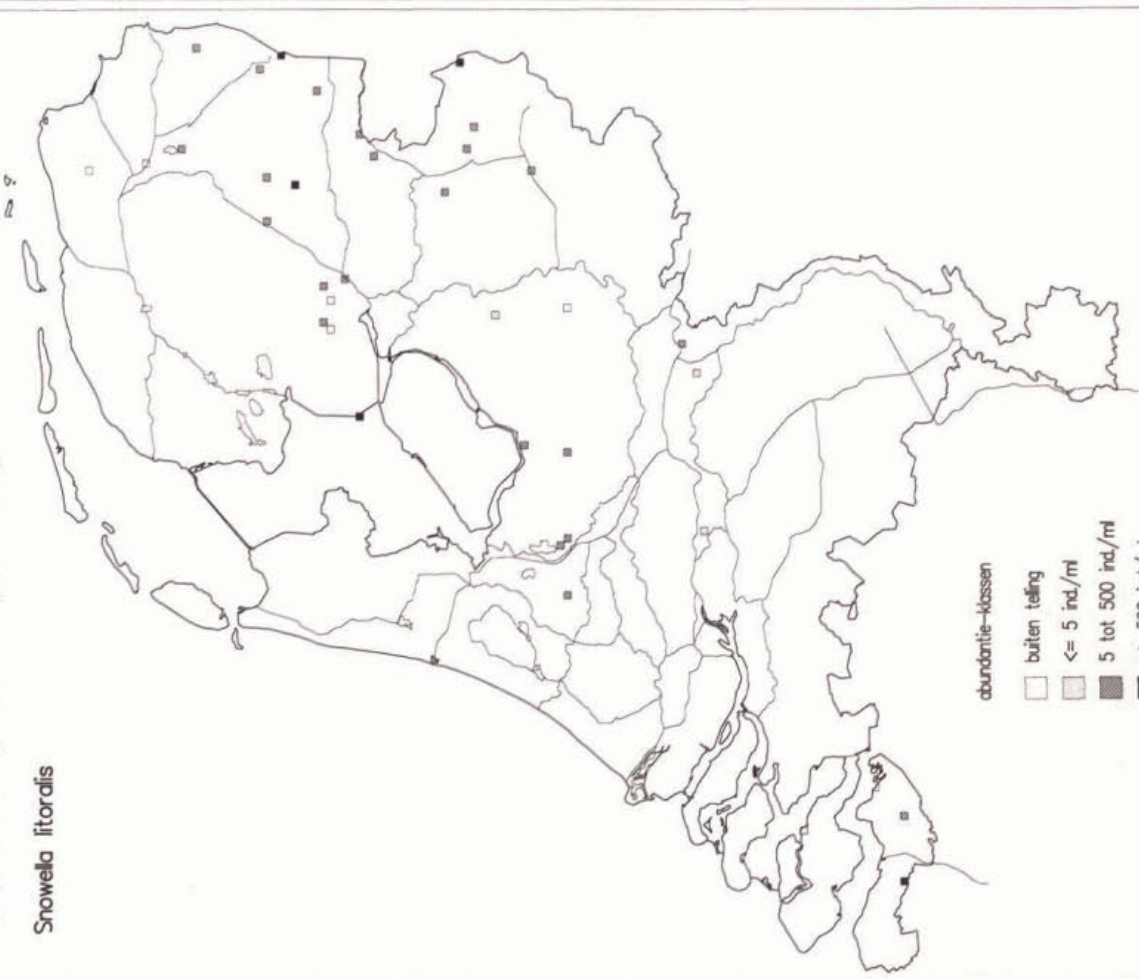 Snowella litoralis
abundantie-klassen
buiten telling
<= 5 ind./ml
5 tot 500 ind./ml